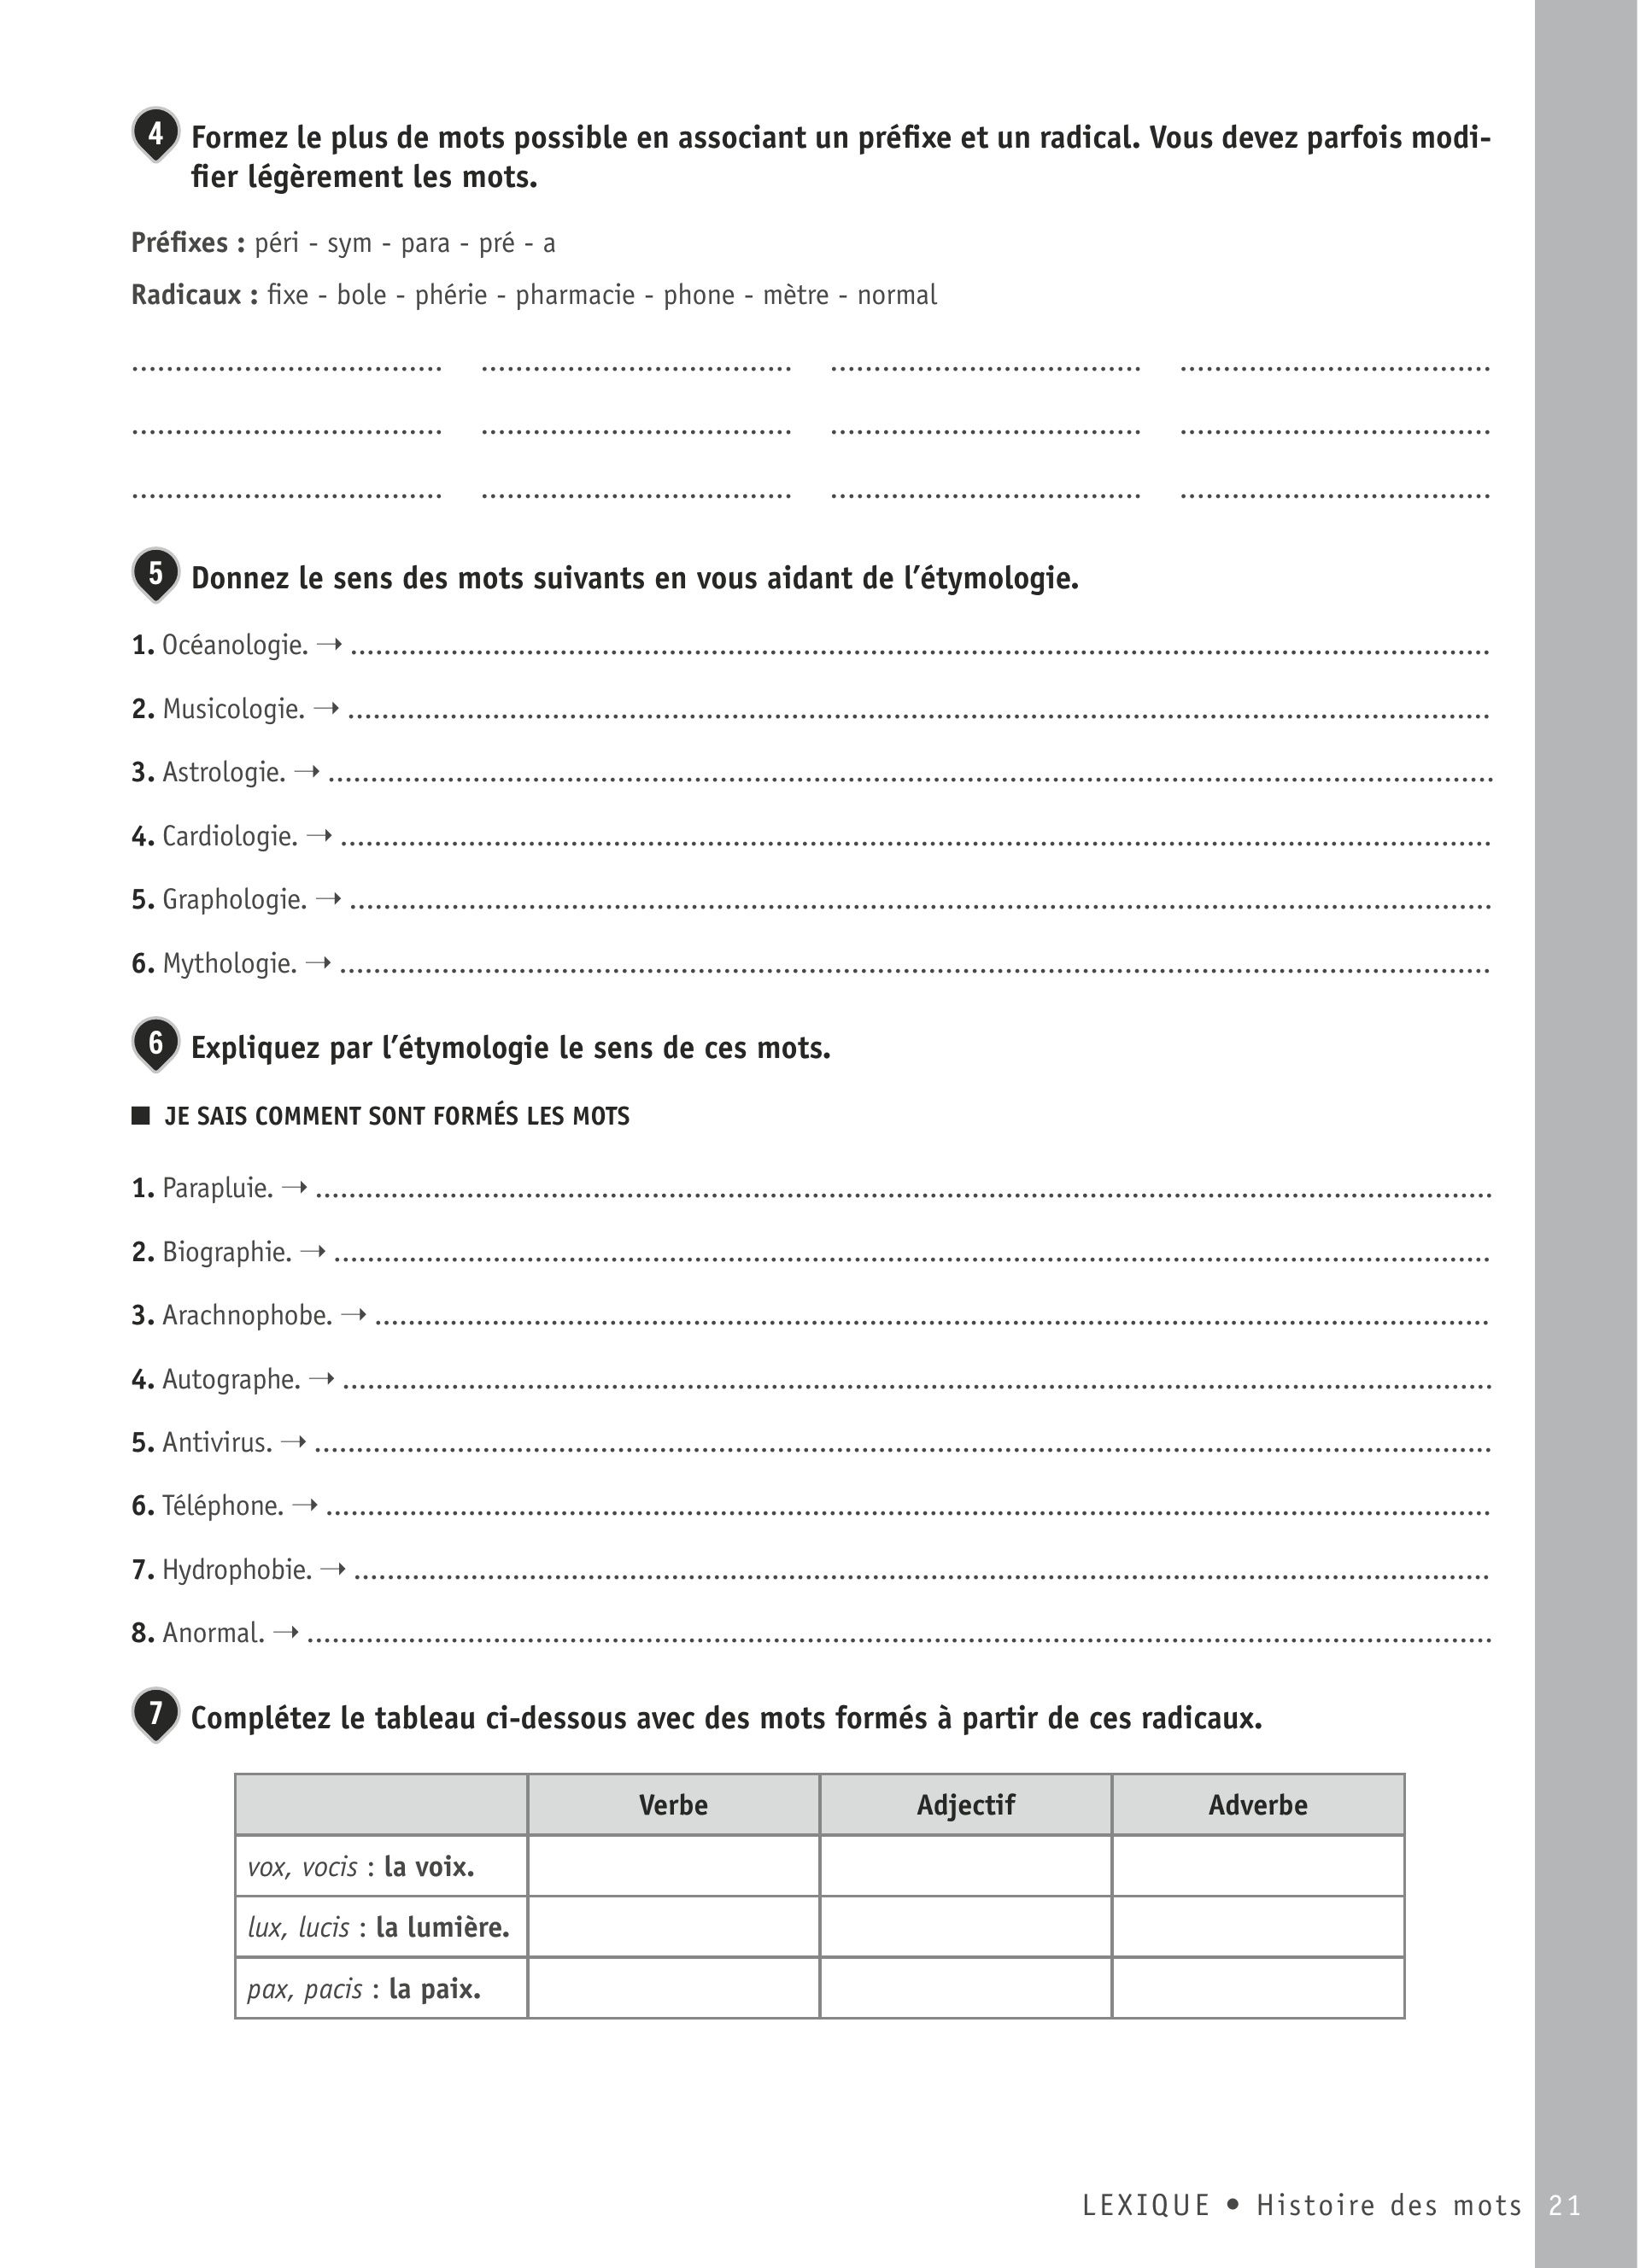 4 Formez le plus de mots possible en associant un préfixe et un radical. Vous devez parfois modi-
fier légèrement les mots.
Préfixes : péri - sym - para - pré - a
Radicaux : fixe - bole - phérie - pharmacie - phone - mètre - normal
.................................... .................................... .................................... ....................................
.................................... .................................... .................................... ....................................
.................................... .................................... .................................... ....................................
5 Donnez le sens des mots suivants en vous aidant de l’étymologie.
1. Océanologie. → ....................................
2. Musicologie. → ....................................
3. Astrologie. → ....................................
4. Cardiologie. → ....................................
5. Graphologie. → ....................................
6. Mythologie. → ....................................
6 Expliquez par l’étymologie le sens de ces mots.
■ JE SAIS COMMENT SONT FORMÉS LES MOTS
1. Parapluie. → ....................................
2. Biographie. → ....................................
3. Arachnophobe. → ....................................
4. Autographe. → ....................................
5. Antivirus. → ....................................
6. Téléphone. → ....................................
7. Hydrophobie. → ....................................
8. Anormal. → ....................................
7 Complétez le tableau ci-dessous avec des mots formés à partir de ces radicaux.
Verbe Adjectif Adverbe
vox, vocis : la voix.
lux, lucis : la lumière.
pax, pacis : la paix.
LEXIQUE • Histoire des mots 21